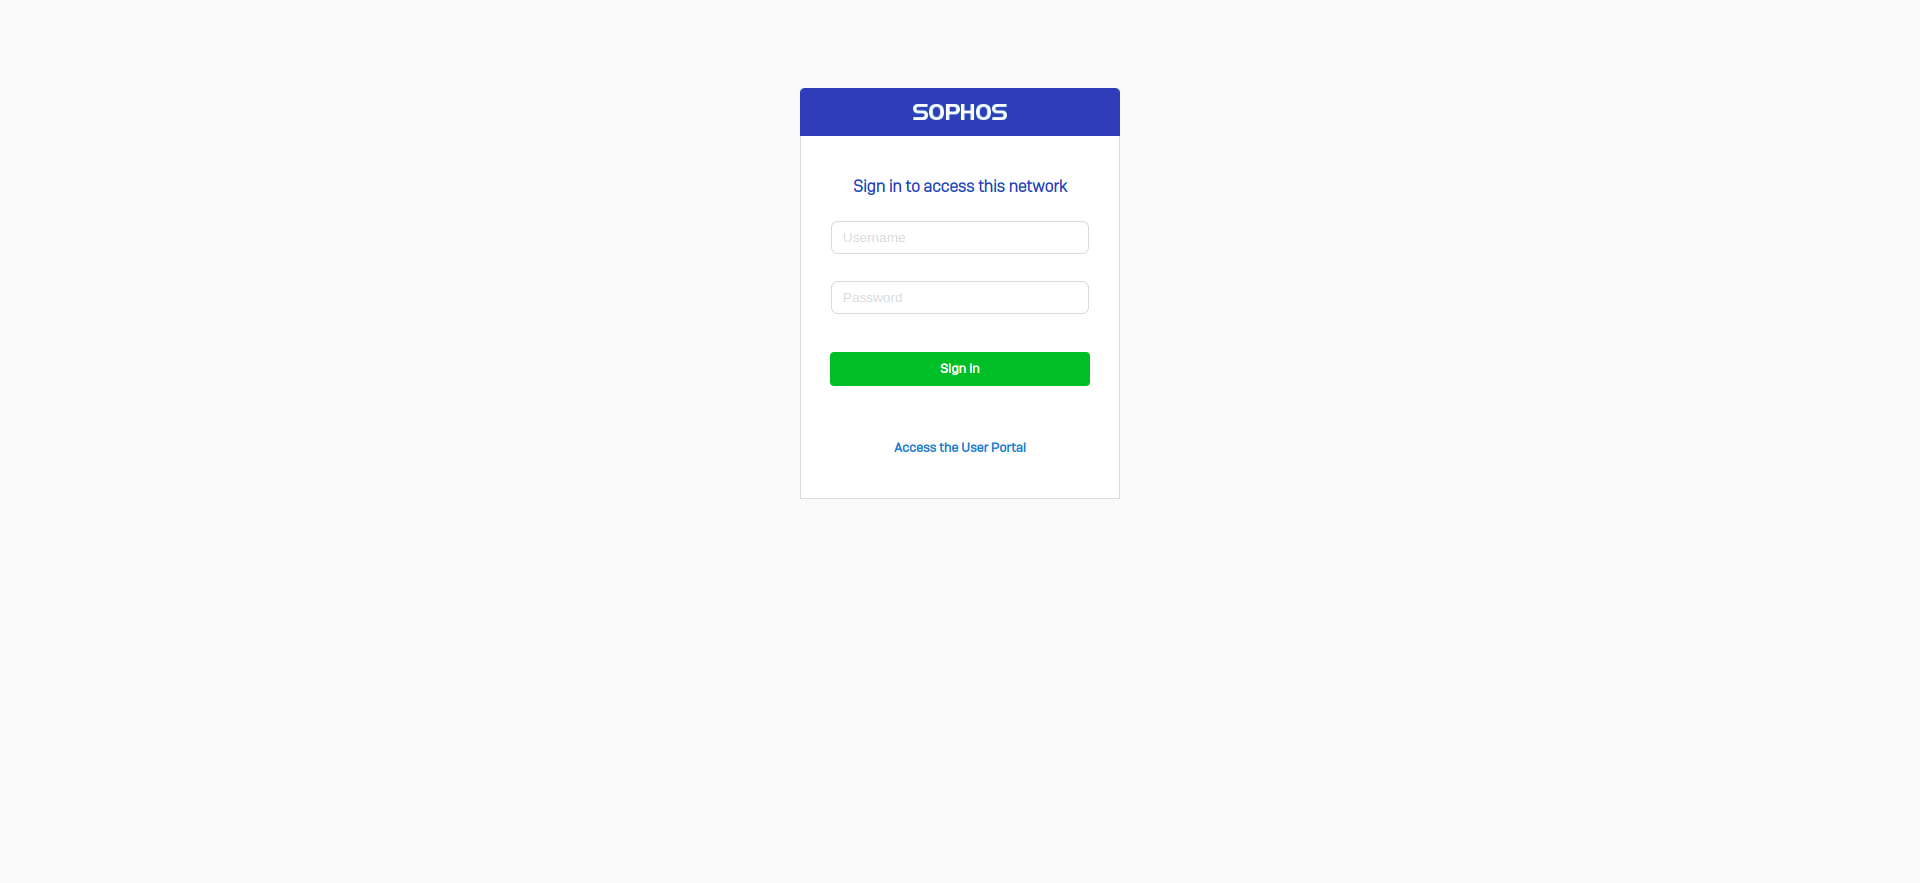 SOPHOS
Sign in to access this network
Username
Password
Sign in
Access the User Portal